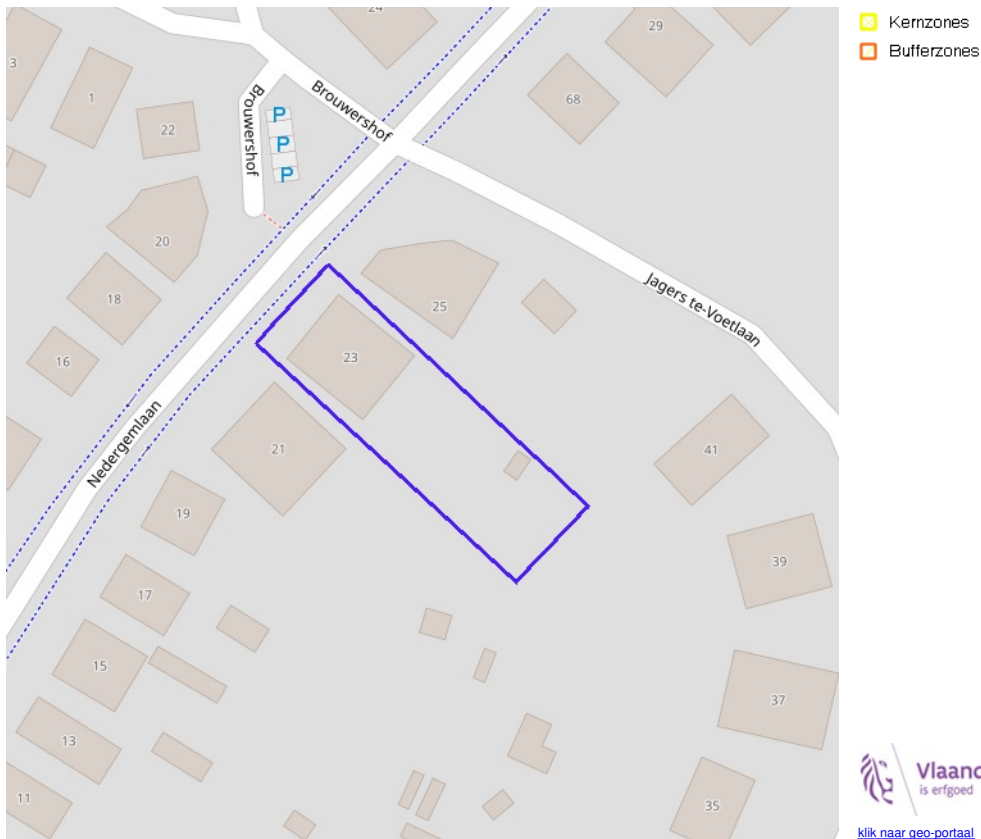 Kernzones
Bufferzones
24
29
3
1
68
22
Brouwershof
Brouwershof
P
P
P
20
18
25
Jagers te-Voetlaan
16
23
Nedergemlaan
21
41
19
39
17
15
37
13
11
35
Vlaand
is erfgoed
klik naar geo-portaal